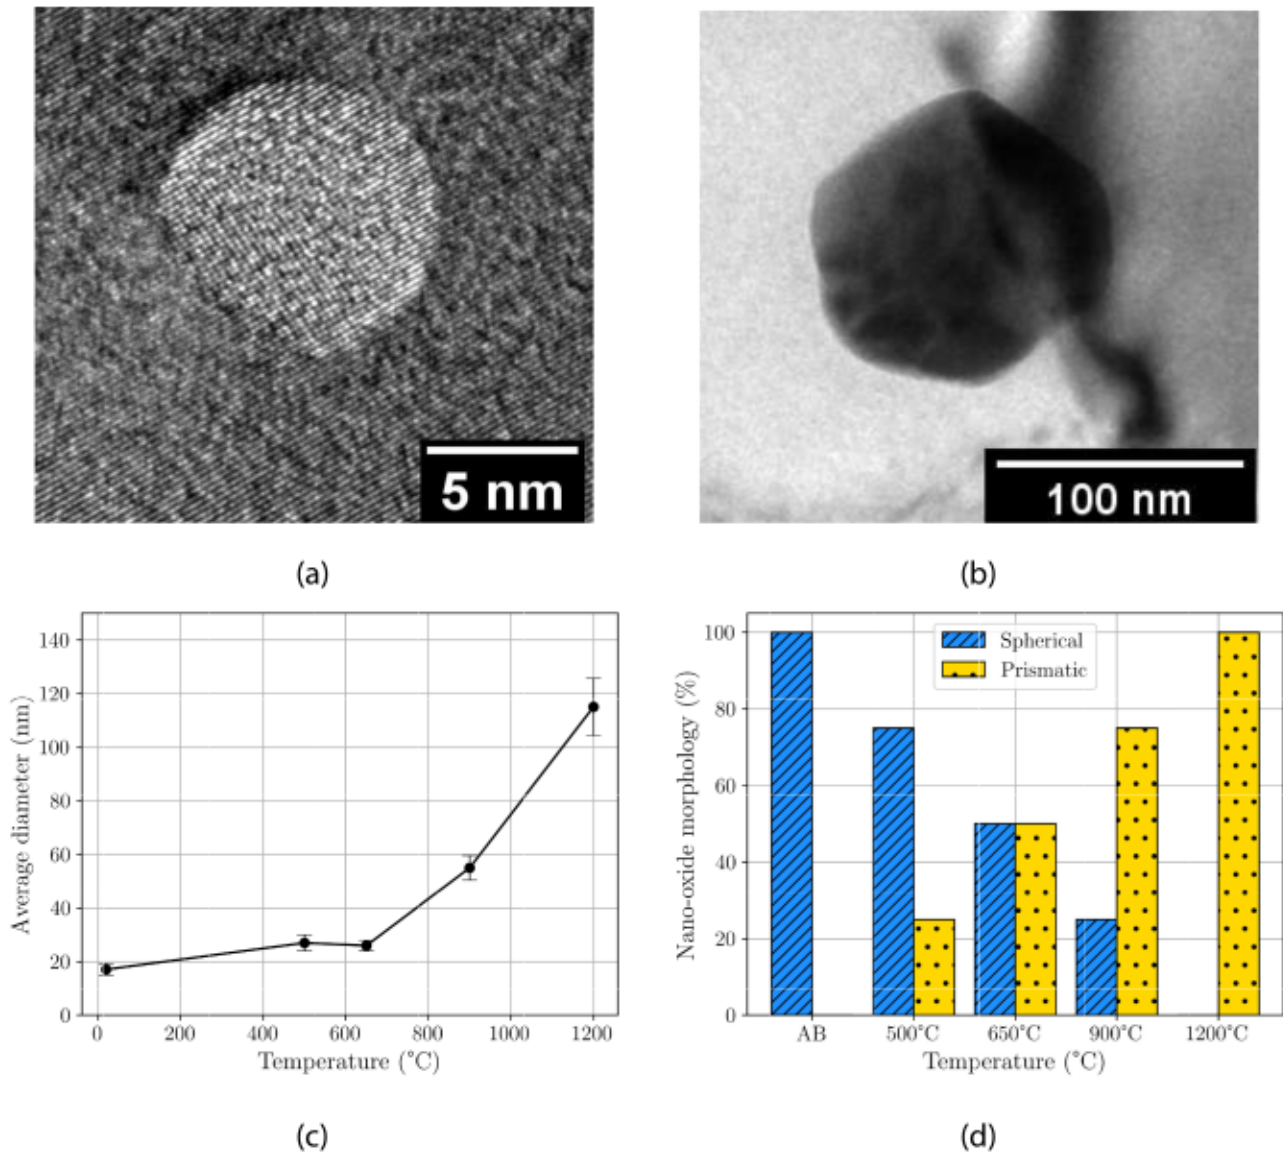 5 nm
100 nm
(a)
(b)
140
120
100
80
60
40
20
0
Average diameter (nm)
0 200 400 600 800 1000 1200
Temperature (°C)
100
80
60
40
20
0
Nano-oxide morphology (%)
Spherical
Prismatic
AB 500°C 650°C 900°C 1200°C
Temperature (°C)
(c)
(d)